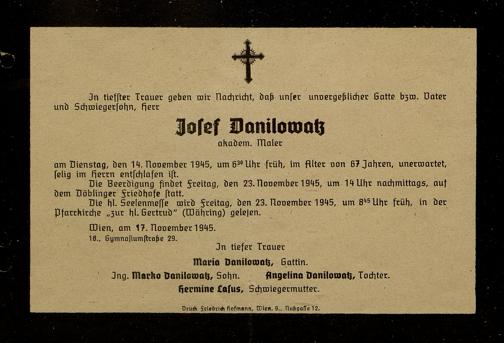 In tiefster Trauer geben wir Nachricht, daß unser unvergeßlicher Gatte bzw. Vater
und Schwiegersohn, Herr
Josef Danilowatz
akadem. Maler
am Dienstag, den 14. November 1945, um 6³⁰ Uhr früh, im Alter von 67 Jahren, unerwartet,
selig im Herrn entschlafen ist.
Die Beerdigung findet Freitag, den 23. November 1945, um 14 Uhr nachmittags, auf
dem Döblinger Friedhofe statt.
Die hl. Seelenmesse wird Freitag, den 23. November 1945, um 8⁴⁵ Uhr früh, in der
Pfarrkirche „zur hl. Gertrud“ (Währing) gelesen.
Wien, am 17. November 1945.
18., Gymnasiumstraße 29.
In tiefer Trauer
Maria Danilowatz, Gattin.
Ing. Marko Danilowatz, Sohn. Angelina Danilowatz, Tochter.
Hermine Lasus, Schwiegermutter.
Druck Friedrich Wien, 9., 12.